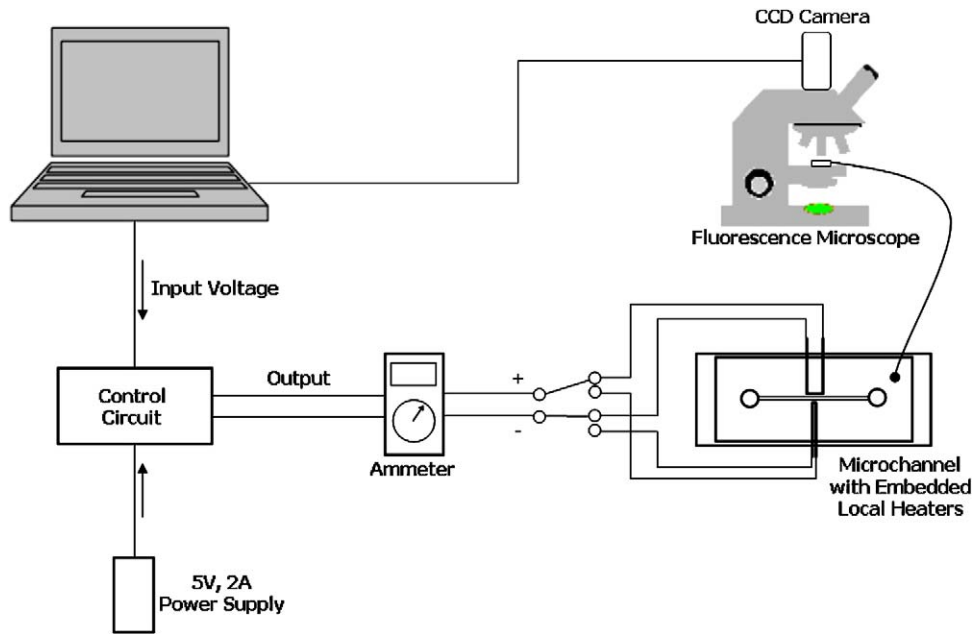 CCD Camera
Fluorescence Microscope
Input Voltage
Control
Circuit
Output
+
-
Ammeter
Microchannel
with Embedded
Local Heaters
5V, 2A
Power Supply